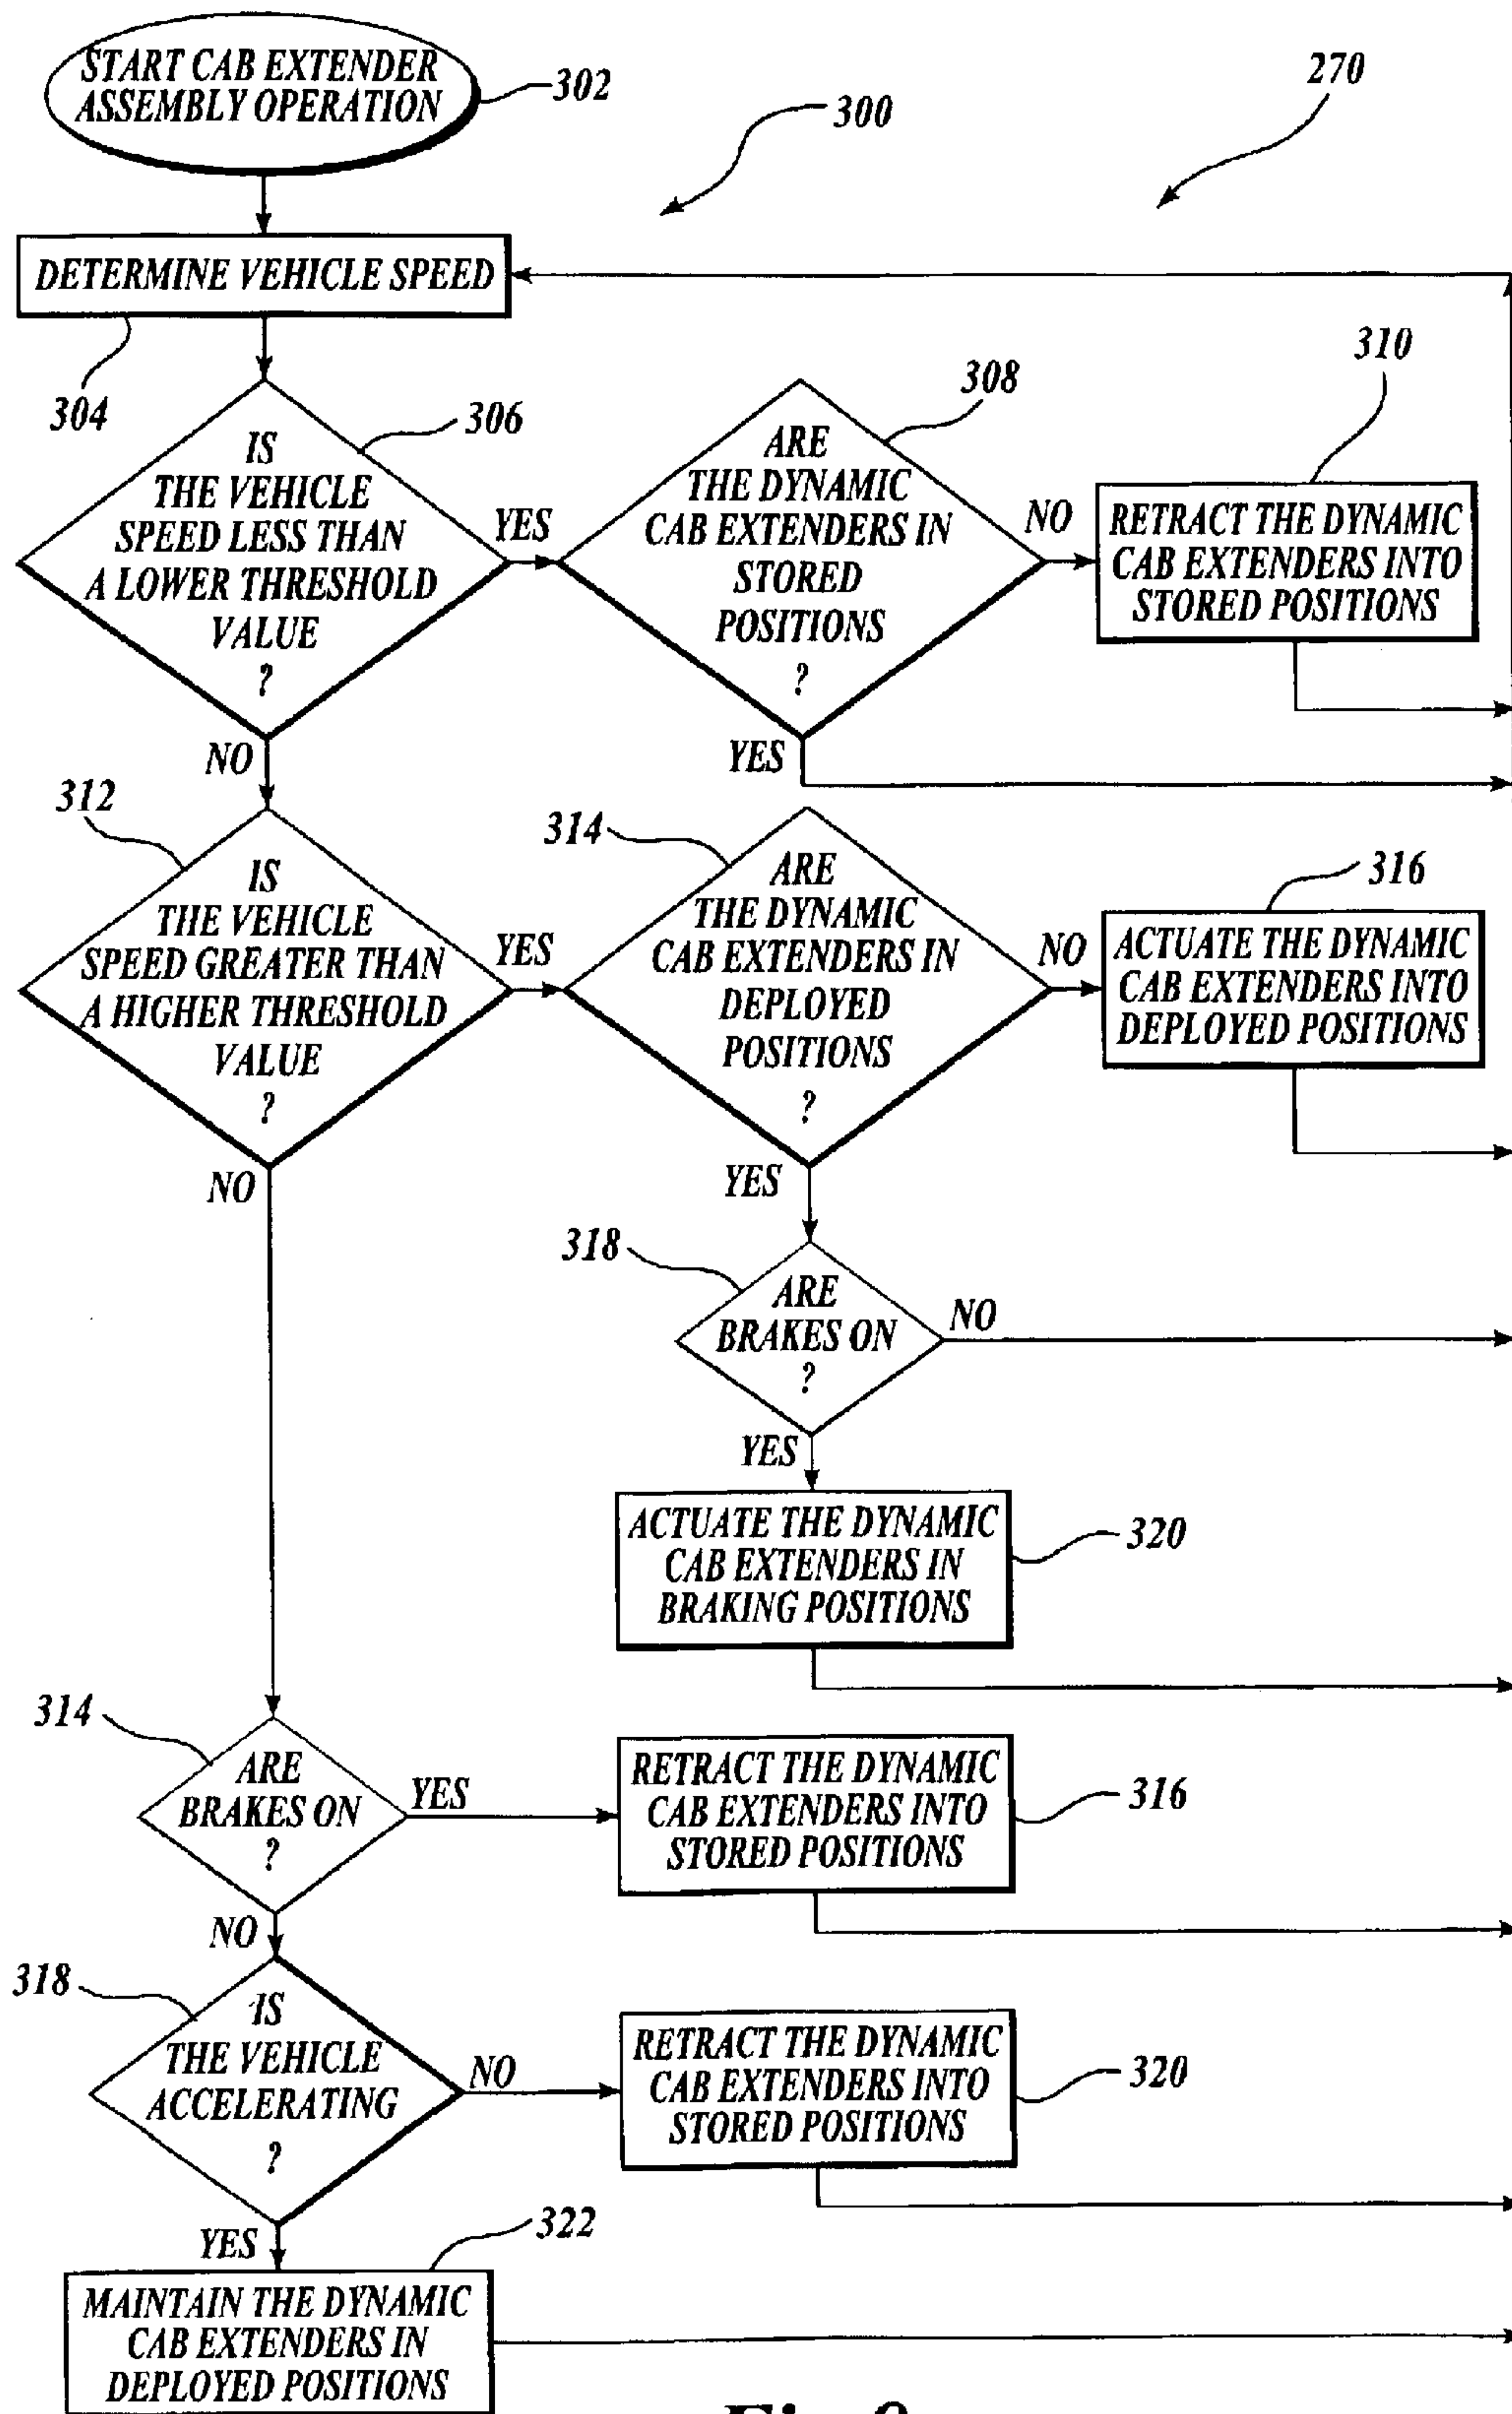 START CAB EXTENDER
ASSEMBLY OPERATION
302
300
270
DETERMINE VEHICLE SPEED
304
306
IS
THE VEHICLE
SPEED LESS THAN
A LOWER THRESHOLD
VALUE
?
YES
NO
308
ARE
THE DYNAMIC
CAB EXTENDERS IN
STORED
POSITIONS
?
NO
YES
310
RETRACT THE DYNAMIC
CAB EXTENDERS INTO
STORED POSITIONS
312
IS
THE VEHICLE
SPEED GREATER THAN
A HIGHER THRESHOLD
VALUE
?
YES
NO
314
ARE
THE DYNAMIC
CAB EXTENDERS IN
DEPLOYED
POSITIONS
?
NO
YES
316
ACTUATE THE DYNAMIC
CAB EXTENDERS INTO
DEPLOYED POSITIONS
318
ARE
BRAKES ON
?
NO
YES
ACTUATE THE DYNAMIC
CAB EXTENDERS IN
BRAKING POSITIONS
320
314
ARE
BRAKES ON
?
YES
NO
RETRACT THE DYNAMIC
CAB EXTENDERS INTO
STORED POSITIONS
316
318
IS
THE VEHICLE
ACCELERATING
?
NO
YES
RETRACT THE DYNAMIC
CAB EXTENDERS INTO
STORED POSITIONS
320
322
MAINTAIN THE DYNAMIC
CAB EXTENDERS IN
DEPLOYED POSITIONS